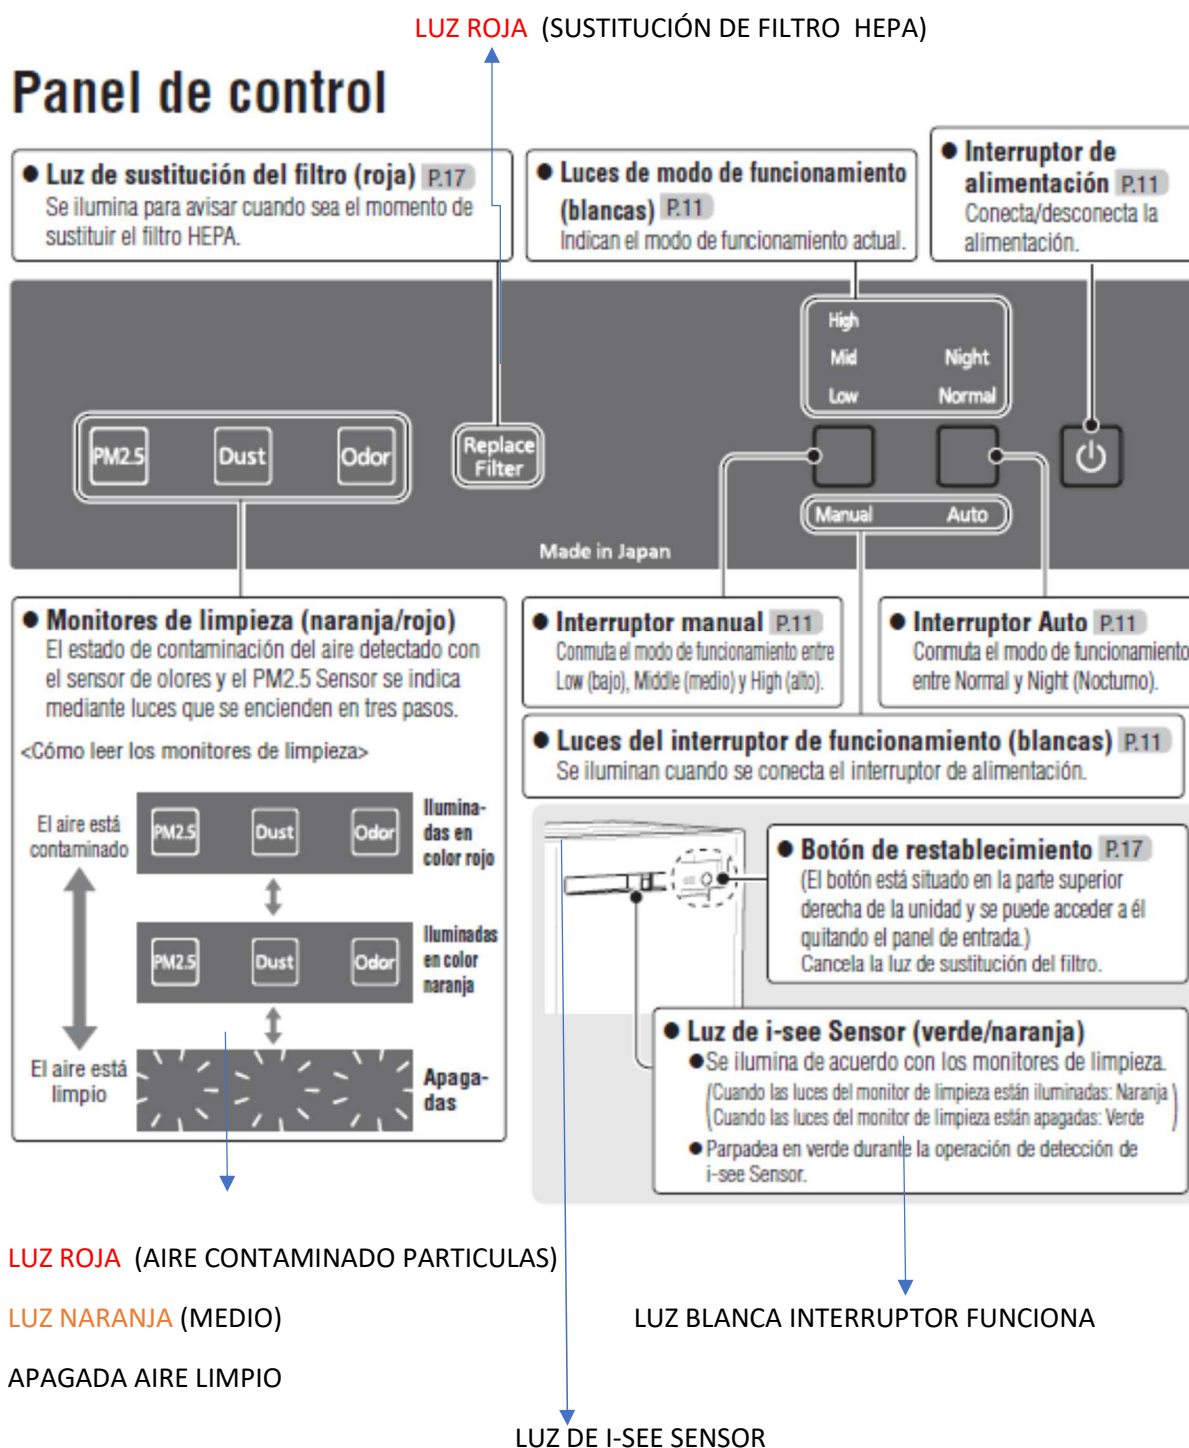 LUZ ROJA (SUSTITUCIÓN DE FILTRO HEPA)
Panel de control
● Luz de sustitución del filtro (roja) P.17
Se ilumina para avisar cuando sea el momento de
sustituir el filtro HEPA.
● Luces de modo de funcionamiento
(blancas) P.11
Indican el modo de funcionamiento actual.
● Interruptor de
alimentación P.11
Conecta/desconecta la
alimentación.
High
Mid Night
Low Normal
PM2.5 Dust Odor
Replace
Filter
Manual Auto
Made in Japan
● Monitores de limpieza (naranja/rojo)
El estado de contaminación del aire detectado con
el sensor de olores y el PM2.5 Sensor se indica
mediante luces que se encienden en tres pasos.
<Cómo leer los monitores de limpieza>
El aire está
contaminado
PM2.5 Dust Odor
Ilumina-
das en
color rojo
PM2.5 Dust Odor
Iluminadas
en color
naranja
El aire está
limpio
Apaga-
das
● Interruptor manual P.11
Conmuta el modo de funcionamiento entre
Low (bajo), Middle (medio) y High (alto).
● Interruptor Auto P.11
Conmuta el modo de funcionamiento
entre Normal y Night (Nocturno).
● Luces del interruptor de funcionamiento (blancas) P.11
Se iluminan cuando se conecta el interruptor de alimentación.
● Botón de restablecimiento P.17
(El botón está situado en la parte superior
derecha de la unidad y se puede acceder a él
quitando el panel de entrada.)
Cancela la luz de sustitución del filtro.
● Luz de i-see Sensor (verde/naranja)
● Se ilumina de acuerdo con los monitores de limpieza.
(Cuando las luces del monitor de limpieza están iluminadas: Naranja
Cuando las luces del monitor de limpieza están apagadas: Verde)
● Parpadea en verde durante la operación de detección de
i-see Sensor.
LUZ ROJA (AIRE CONTAMINADO PARTICULAS)
LUZ NARANJA (MEDIO)
LUZ BLANCA INTERRUPTOR FUNCIONA
APAGADA AIRE LIMPIO
LUZ DE I-SEE SENSOR